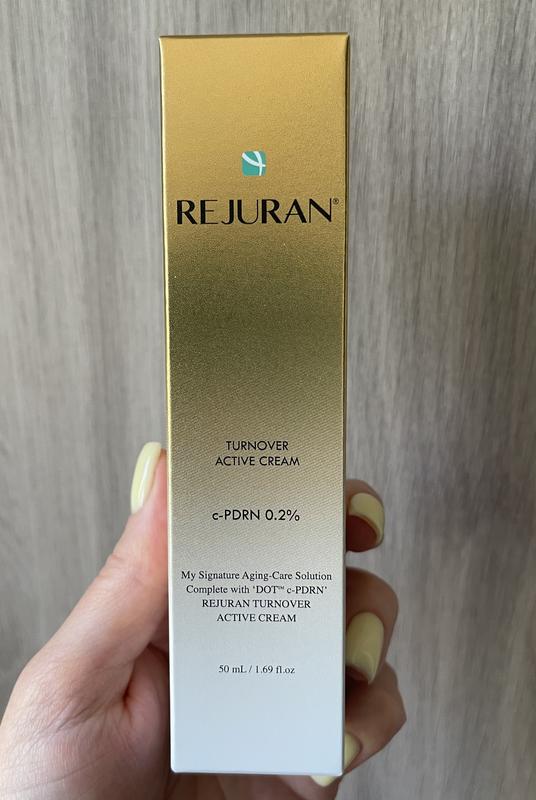 REJURAN®
TURNOVER
ACTIVE CREAM
c-PDRN 0.2%
My Signature Aging-Care Solution
Complete with ‘DOT™ c-PDRN’
REJURAN TURNOVER
ACTIVE CREAM
50 mL / 1.69 fl.oz